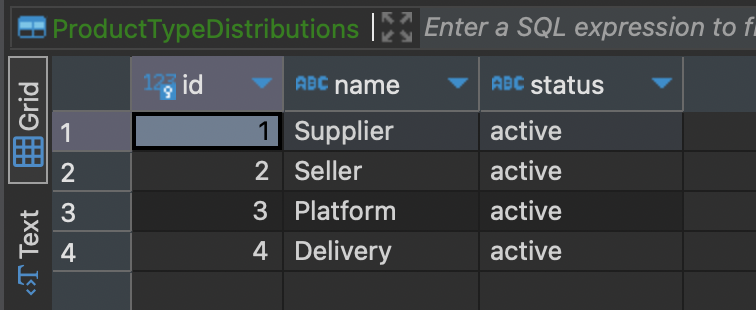 ProductTypeDistributions Enter a SQL expression to fi
Grid
Text
123 id ABC name ABC status
1 1 Supplier active
2 2 Seller active
3 3 Platform active
4 4 Delivery active